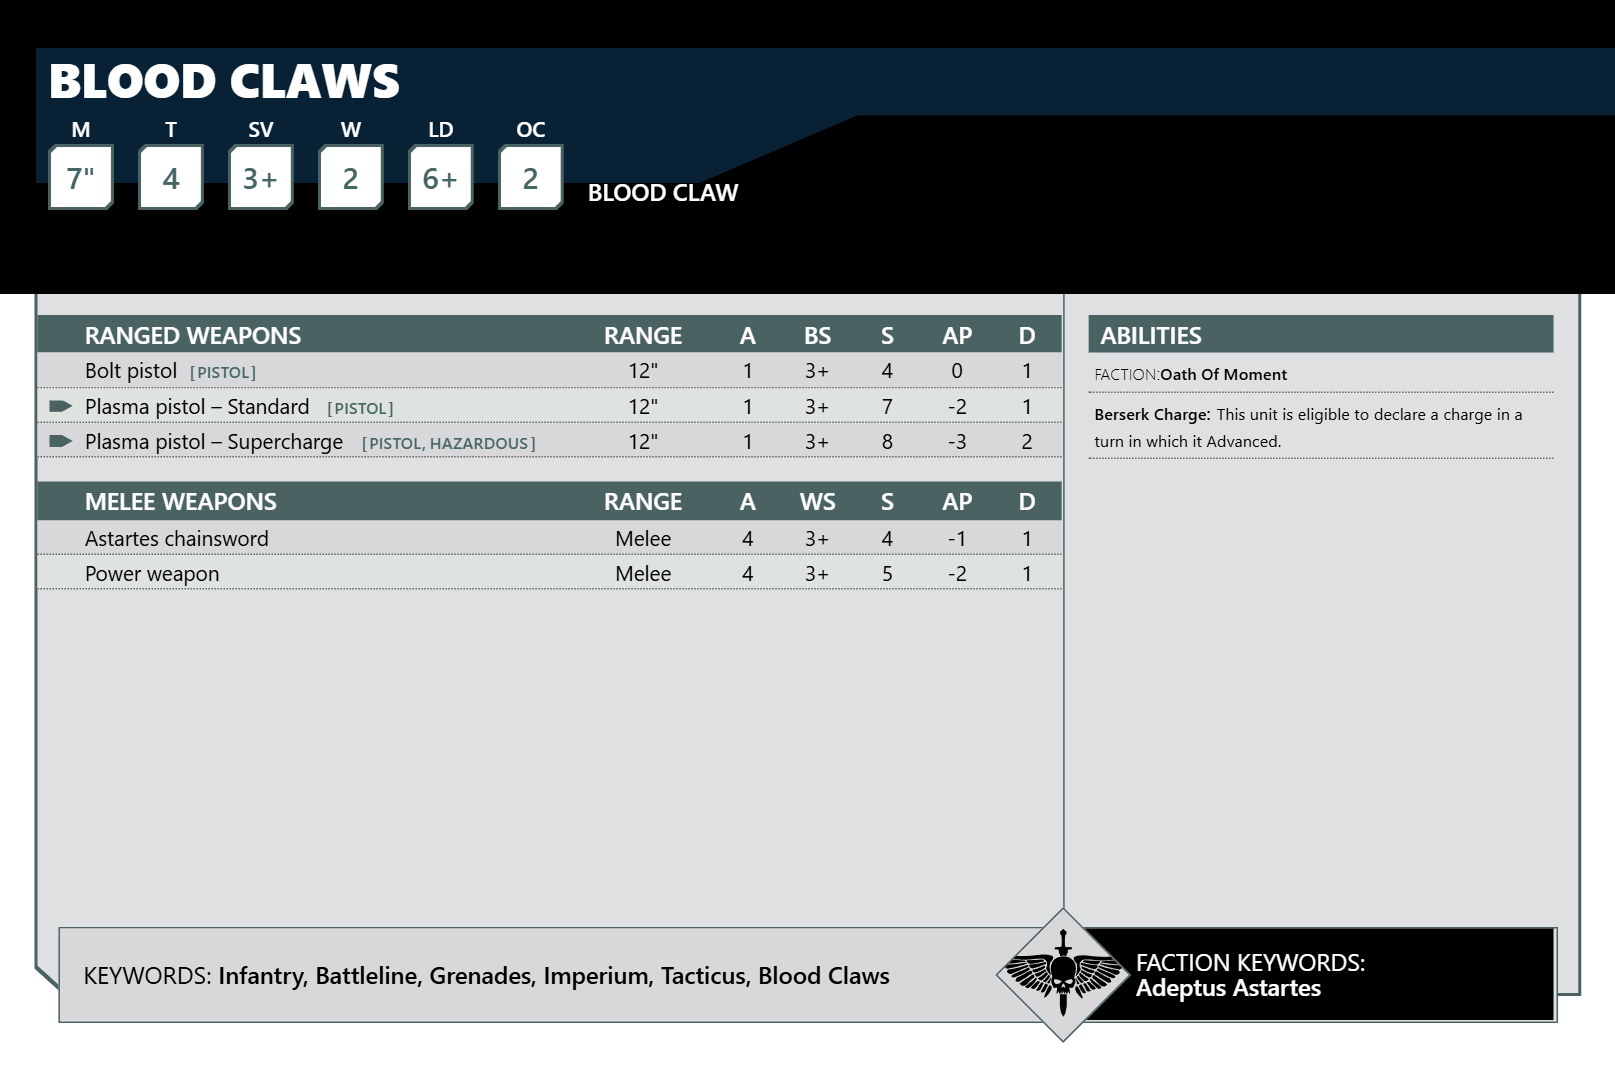 BLOOD CLAWS
M T SV W LD OC
7" 4 3+ 2 6+ 2 BLOOD CLAW
RANGED WEAPONS RANGE A BS S AP D
Bolt pistol [PISTOL] 12" 1 3+ 4 0 1
Plasma pistol – Standard [PISTOL] 12" 1 3+ 7 -2 1
Plasma pistol – Supercharge [PISTOL, HAZARDOUS] 12" 1 3+ 8 -3 2
MELEE WEAPONS RANGE A WS S AP D
Astartes chainsword Melee 4 3+ 4 -1 1
Power weapon Melee 4 3+ 5 -2 1
ABILITIES
FACTION:Oath Of Moment
Berserk Charge: This unit is eligible to declare a charge in a
turn in which it Advanced.
KEYWORDS: Infantry, Battleline, Grenades, Imperium, Tacticus, Blood Claws
FACTION KEYWORDS:
Adeptus Astartes